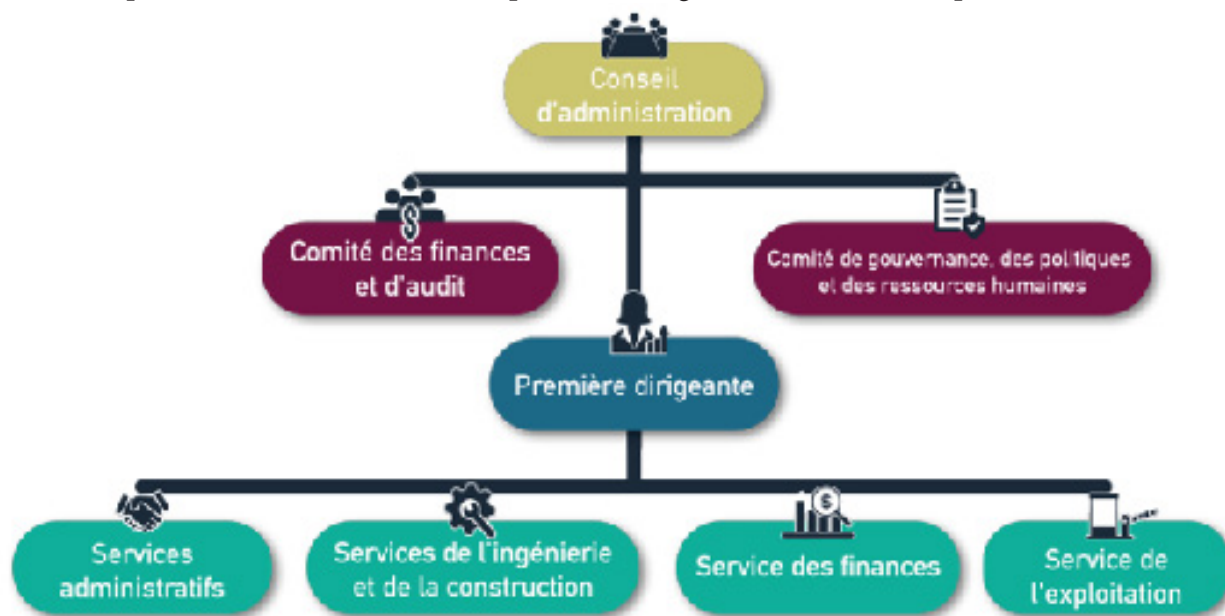 Conseil
d'administration
Comité des finances
et d'audit
Comité de gouvernance, des politiques
et des ressources humaines
Première dirigeante
Services
administratifs
Services de l'ingénierie
et de la construction
Service des finances
Service de
l'exploitation